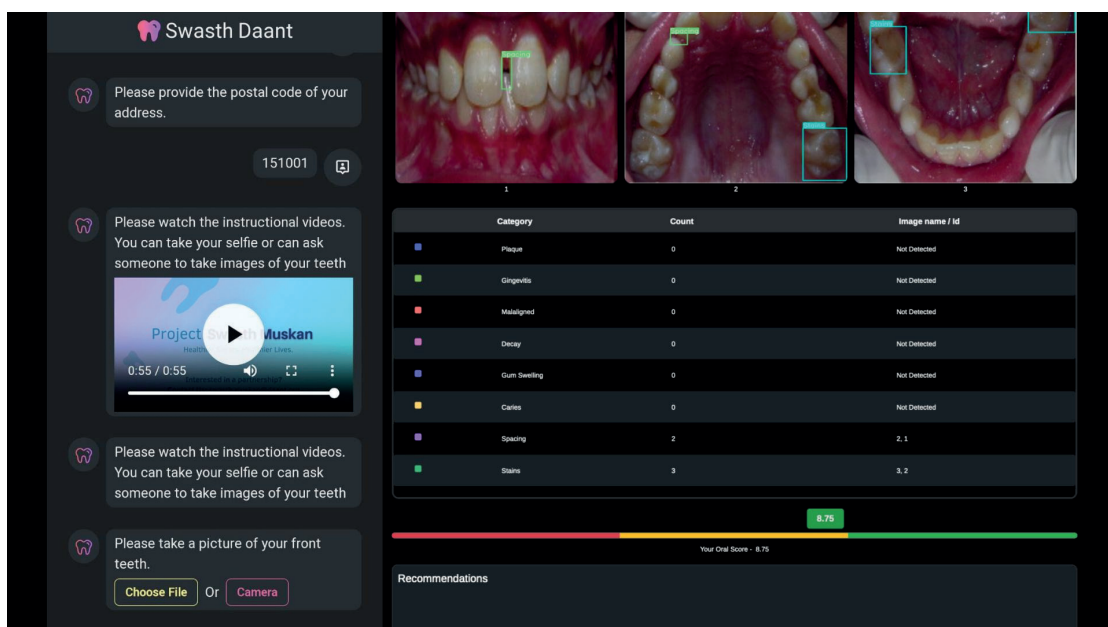 Swasth Daant
Please provide the postal code of your
address.
151001
Please watch the instructional videos.
You can take your selfie or can ask
someone to take images of your teeth
Project Muskan
0:55 / 0:55
Please watch the instructional videos.
You can take your selfie or can ask
someone to take images of your teeth
Please take a picture of your front
teeth.
Choose File Or Camera
Spacing
1
2
3
Category Count Image name / Id
Plaque 0 Not Detected
Gingevitis 0 Not Detected
Malaligned 0 Not Detected
Decay 0 Not Detected
Gum Swelling 0 Not Detected
Caries 0 Not Detected
Spacing 2 2, 1
Stains 3 3, 2
8.75
Your Oral Score - 8.75
Recommendations